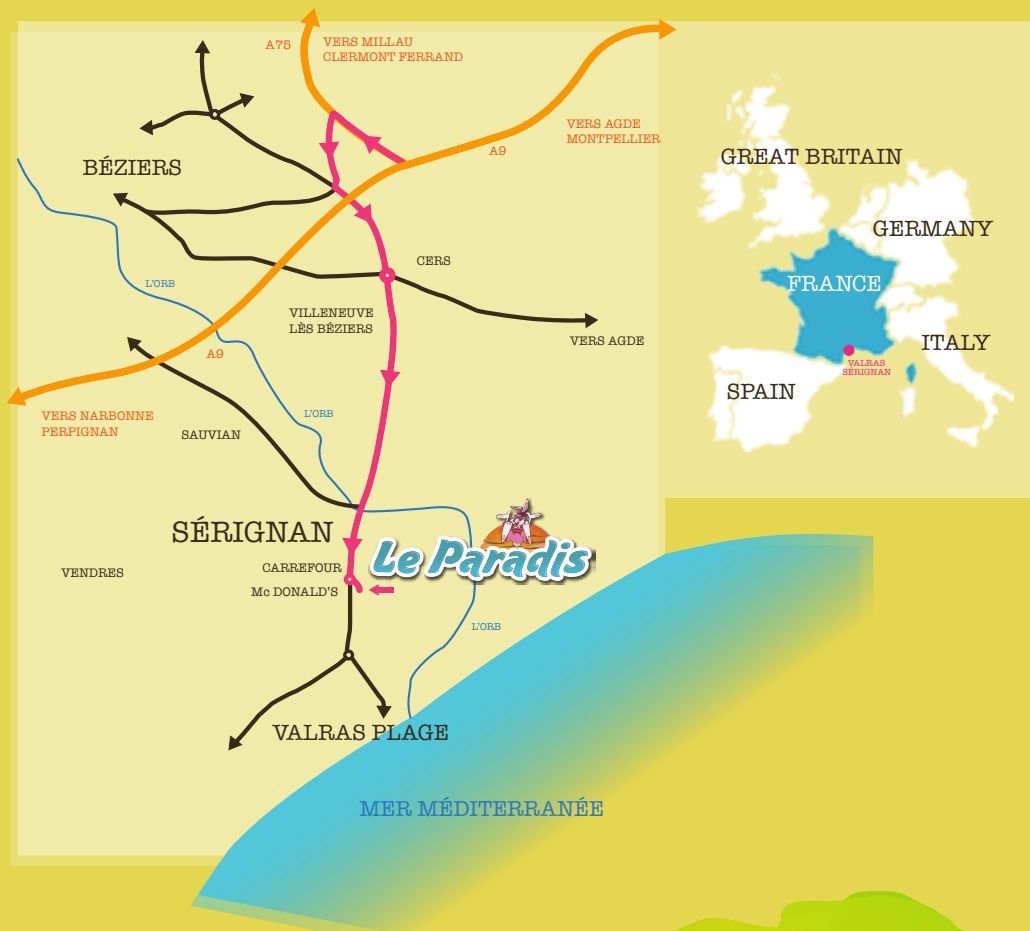 A75
VERS MILLAU
CLERMONT FERRAND
VERS AGDE
MONTPELLIER
A9
BÉZIERS
L'ORB
CERS
VILLENEUVE
LÈS BÉZIERS
VERS AGDE
A9
VERS NARBONNE
PERPIGNAN
SAUVIAN
L'ORB
SÉRIGNAN
Le Paradis
VENDRES
CARREFOUR
Mc DONALD'S
L'ORB
VALRAS PLAGE
MER MÉDITERRANÉE
GREAT BRITAIN
GERMANY
FRANCE
ITALY
VALRAS
SÉRIGNAN
SPAIN